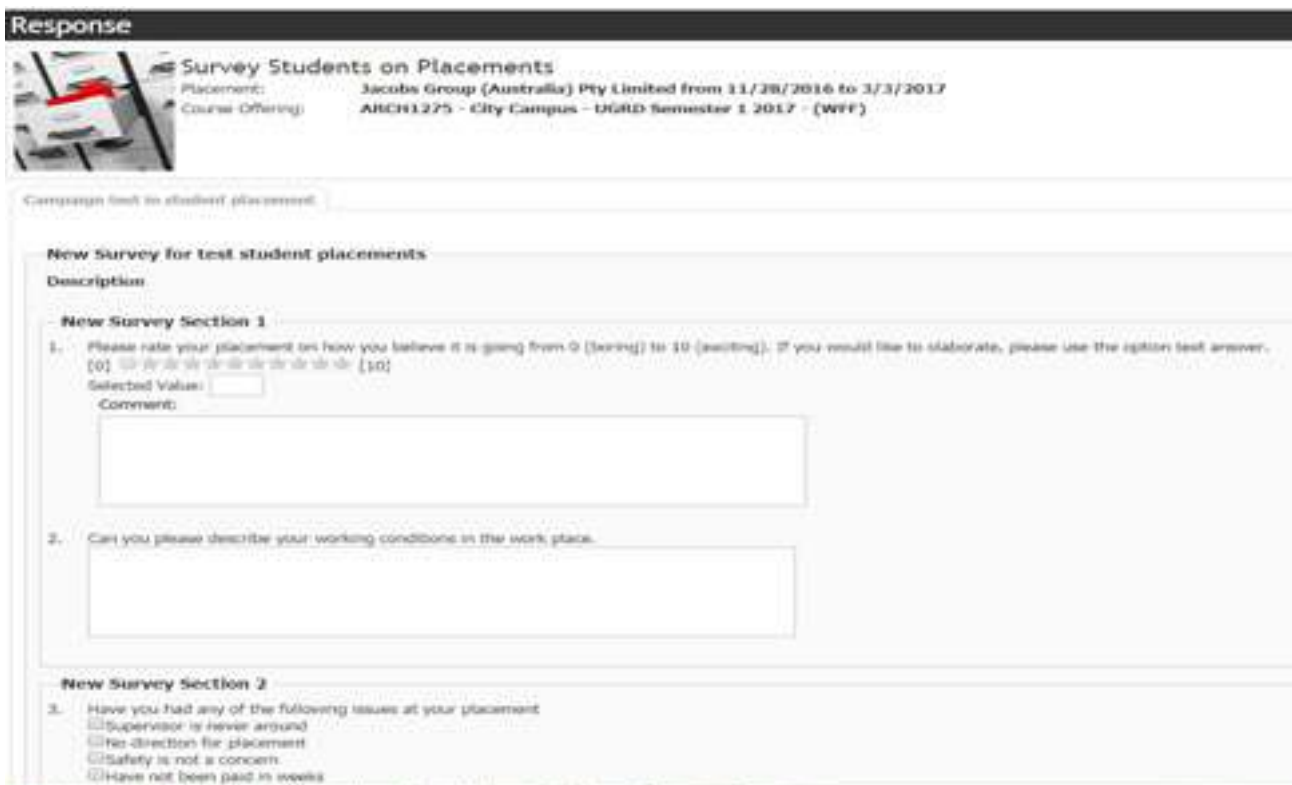 Response
Survey Students on Placements
Placement: Jacobs Group (Australia) Pty Limited from 11/28/2016 to 3/3/2017
Course Offering: ARCH1275 - City Campus - UGRD Semester 1 2017 - (WFF)
Campaign test to student placement
New Survey for test student placements
Description
New Survey Section 1
1. Please rate your placement on how you believe it is going from 0 (boring) to 10 (exciting). If you would like to elaborate, please use the option text answer.
[0] [10]
Selected Value:
Comment:
2. Can you please describe your working conditions in the work place.
New Survey Section 2
3. Have you had any of the following issues at your placement
Supervisor is never around
No direction for placement
Safety is not a concern
Have not been paid in weeks